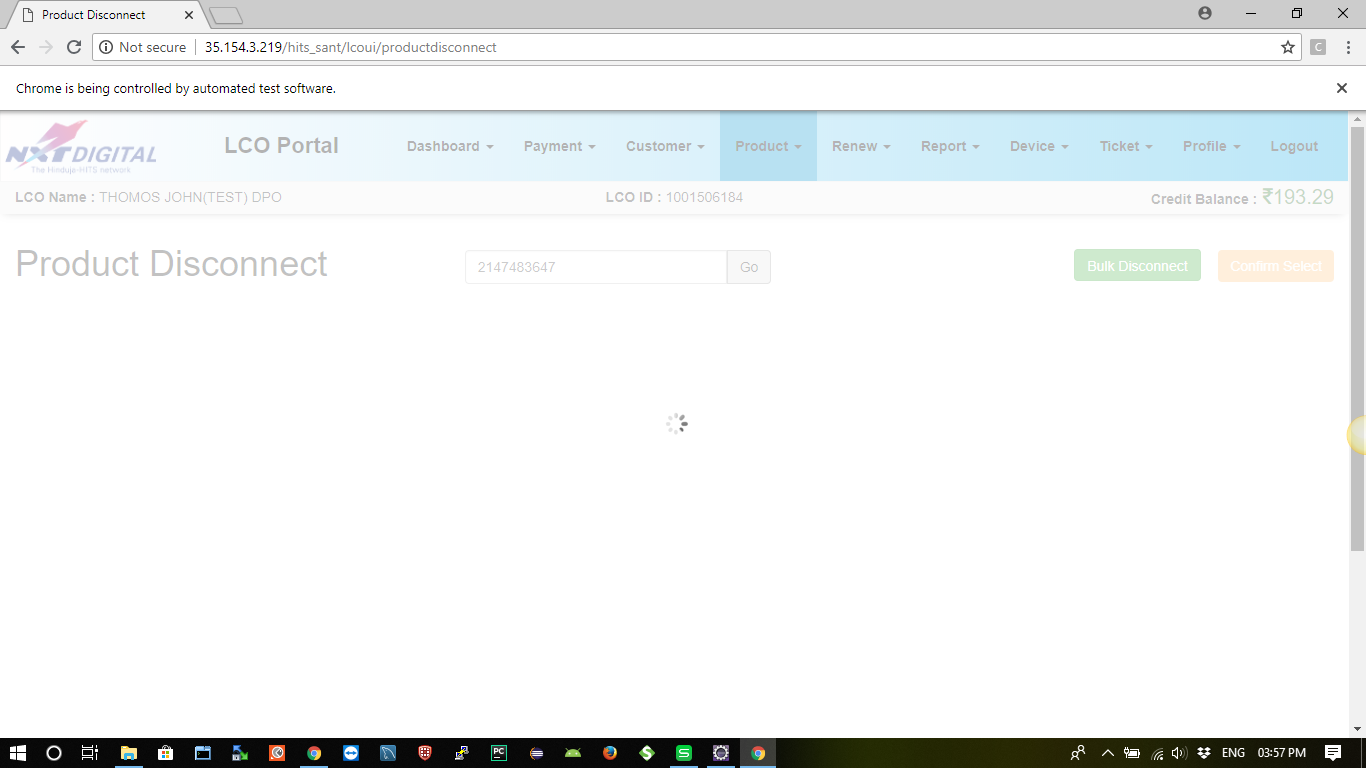 Product Disconnect
Not secure 35.154.3.219/hits_sant/lcoui/productdisconnect
C
Chrome is being controlled by automated test software.
NXTDIGITAL
The Hinduja-HITS network
LCO Portal
Dashboard Payment Customer Product Renew Report Device Ticket Profile Logout
LCO Name : THOMOS JOHN(TEST) DPO LCO ID : 1001506184 Credit Balance : ₹193.29
Product Disconnect 2147483647 Go Bulk Disconnect Confirm Select
PC S ENG 03:57 PM